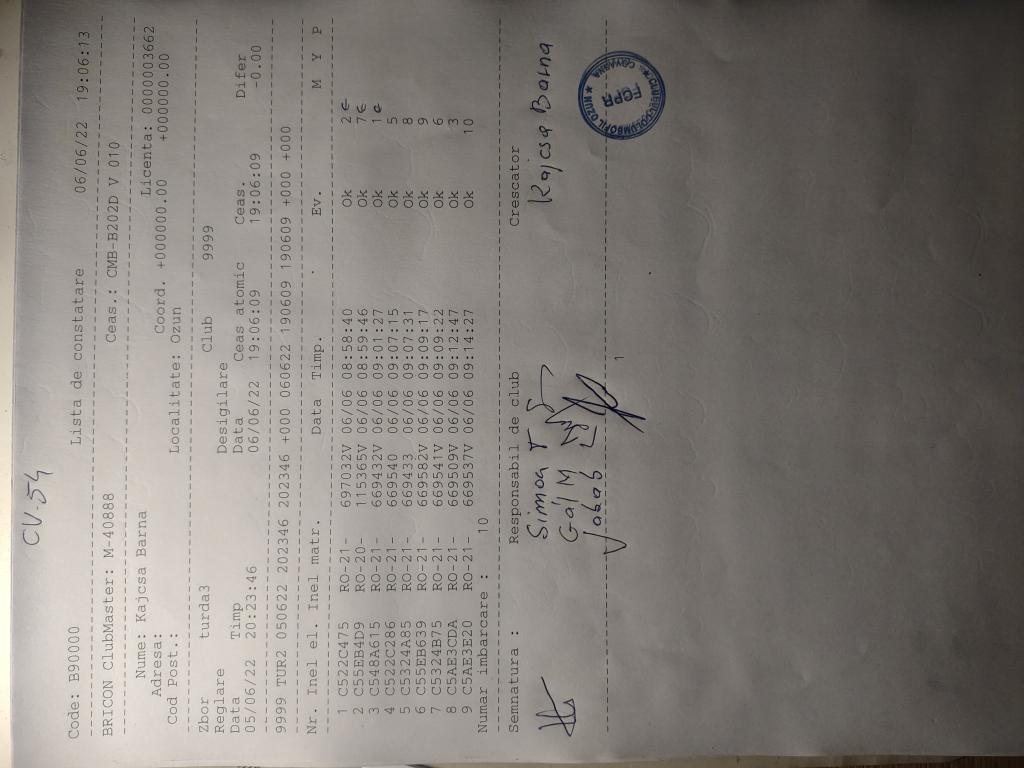 CV-54
Code: B90000 Lista de constatare 06/06/22 19:06:13
BRICON ClubMaster: M-40888 Ceas.: CMB-B202D V 010
Nume: Kajcsa Barna Licenta: 0000003662
Adresa: Coord. +000000.00 +000000.00
Cod Post.: Localitate: Ozun
Zbor turda3 Club 9999
Reglare Desigilare
Data Timp Data Ceas atomic Ceas. Difer
05/06/22 20:23:46 06/06/22 19:06:09 19:06:09 -0:00
9999 TUR2 050622 202346 202346 +000 060622 190609 190609 +000 +000
Nr. Inel el. Inel matr. Data Timp. . Ev. M Y P
1 C522C475 RO-21- 697032V 06/06 08:58:40 Ok 2e
2 C55EB4D9 RO-20- 115365V 06/06 08:59:46 Ok 7e
3 C548A615 RO-21- 669432V 06/06 09:01:27 Ok 1e
4 C522C286 RO-21- 669540 06/06 09:07:15 Ok 5
5 C5324A85 RO-21- 669433 06/06 09:07:31 Ok 8
6 C55EB639 RO-21- 669582V 06/06 09:09:17 Ok 9
7 C5324B75 RO-21- 669541V 06/06 09:09:22 Ok 6
8 C5AE3CDA RO-21- 669509V 06/06 09:12:47 Ok 3
9 C5AE3E20 RO-21- 669537V 06/06 09:14:27 Ok 10
Numar imbarcare : 10
Semnatura : Responsabil de club Crescator
Simon Kajcsa Barna
Gál M
Jakab
FCPR
COVASNA
1